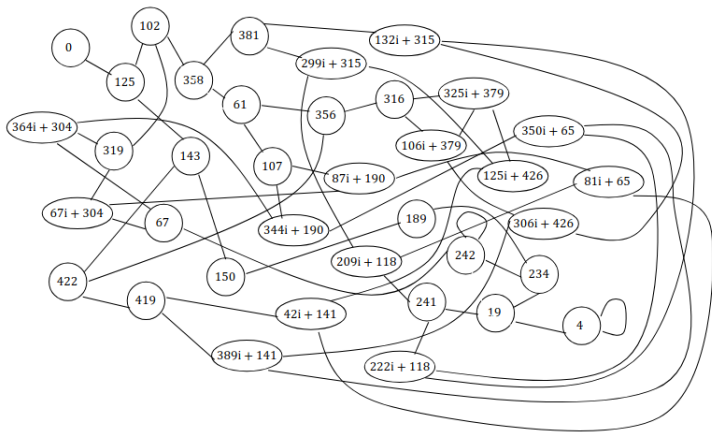 102
0
381
132i + 315
125
358
299i + 315
61
316
325i + 379
356
364i + 304
350i + 65
319
143
106i + 379
107
87i + 190
125i + 426
81i + 65
67i + 304
67
344i + 190
189
306i + 426
242
209i + 118
150
234
422
419
241
42i + 141
19
4
389i + 141
222i + 118